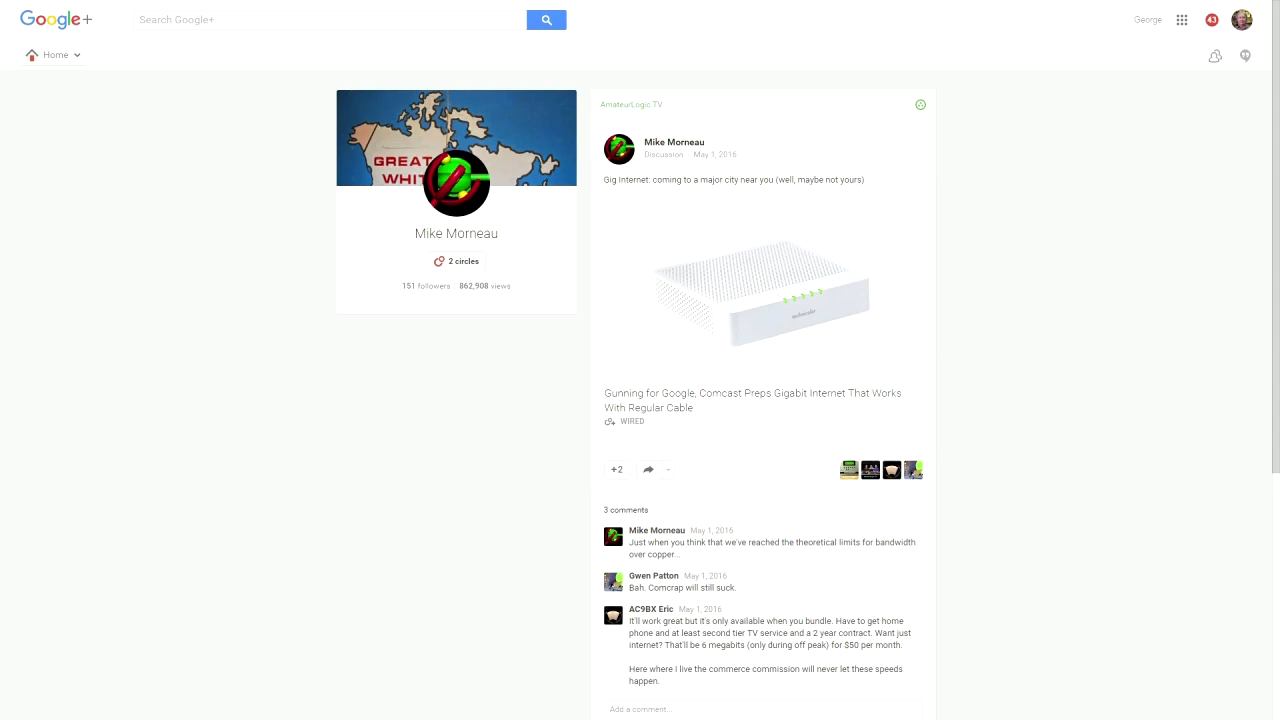 Google+
Search Google+
George
43
Home
GREAT
WHIT
Mike Morneau
2 circles
151 followers 862,908 views
AmateurLogic.TV
Mike Morneau
Discussion May 1, 2016
Gig Internet: coming to a major city near you (well, maybe not yours)
technicolor
Gunning for Google, Comcast Preps Gigabit Internet That Works
With Regular Cable
WIRED
+2
3 comments
Mike Morneau May 1, 2016
Just when you think that we've reached the theoretical limits for bandwidth
over copper...
Gwen Patton May 1, 2016
Bah. Comcrap will still suck.
AC9BX Eric May 1, 2016
It'll work great but it's only available when you bundle. Have to get home
phone and at least second tier TV service and a 2 year contract. Want just
internet? That'll be 6 megabits (only during off peak) for $50 per month.
Here where I live the commerce commission will never let these speeds
happen.
Add a comment...